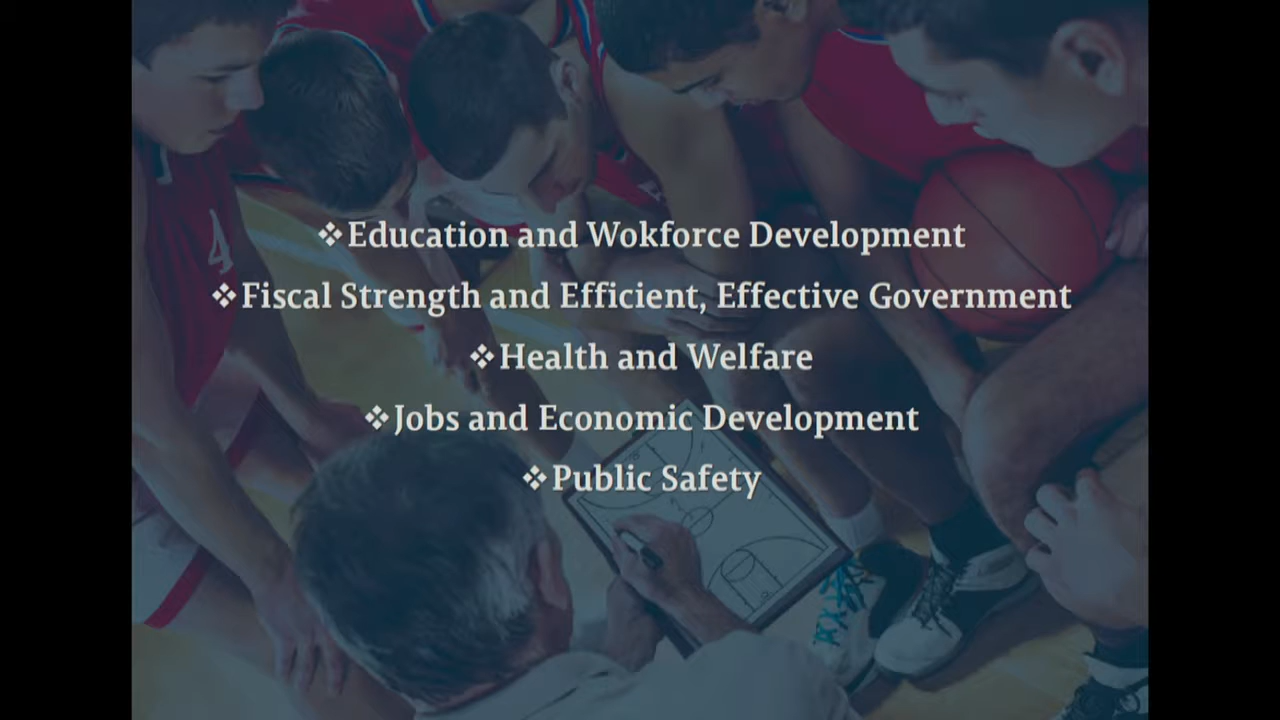 ❖Education and Wokforce Development
❖Fiscal Strength and Efficient, Effective Government
❖Health and Welfare
❖Jobs and Economic Development
❖Public Safety
4